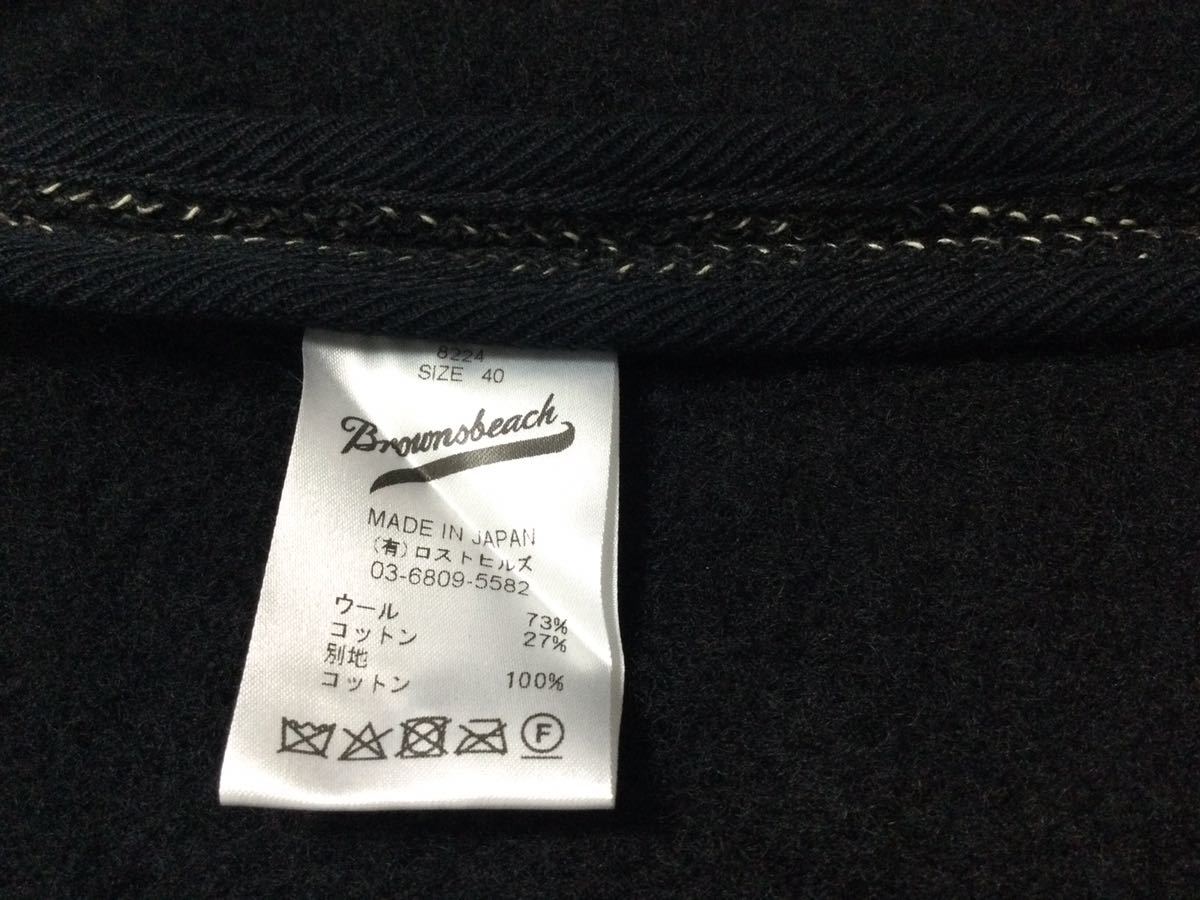 8224
SIZE 40
Brownsbeach
MADE IN JAPAN
(有)ロストヒルズ
03-6809-5582
ウール 73%
コットン 27%
別地
コットン 100%
F